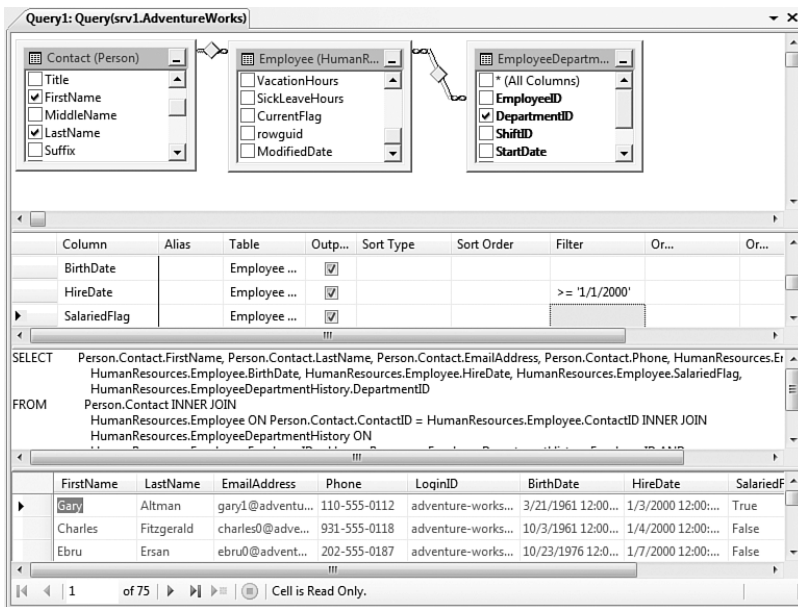 Query1: Query(srv1.AdventureWorks)
Contact (Person)
Title
FirstName
MiddleName
LastName
Suffix
Employee (HumanR...
VacationHours
SickLeaveHours
CurrentFlag
rowguid
ModifiedDate
EmployeeDepartm...
* (All Columns)
EmployeeID
DepartmentID
ShiftID
StartDate
Column Alias Table Outp... Sort Type Sort Order Filter Or... Or...
BirthDate Employee ...
HireDate Employee ... >= '1/1/2000'
SalariedFlag Employee ...
SELECT Person.Contact.FirstName, Person.Contact.LastName, Person.Contact.EmailAddress, Person.Contact.Phone, HumanResources.Er
HumanResources.Employee.BirthDate, HumanResources.Employee.HireDate, HumanResources.Employee.SalariedFlag,
HumanResources.EmployeeDepartmentHistory.DepartmentID
FROM Person.Contact INNER JOIN
HumanResources.Employee ON Person.Contact.ContactID = HumanResources.Employee.ContactID INNER JOIN
HumanResources.EmployeeDepartmentHistory ON
FirstName LastName EmailAddress Phone LoginID BirthDate HireDate SalariedF
Gary Altman gary1@adventu... 110-555-0112 adventure-works... 3/21/1961 12:00... 1/3/2000 12:00:... True
Charles Fitzgerald charles0@adve... 931-555-0118 adventure-works... 10/3/1961 12:00... 1/4/2000 12:00:... False
Ebru Ersan ebru0@advent... 202-555-0187 adventure-works... 10/23/1976 12:0... 1/7/2000 12:00:... False
1 of 75 Cell is Read Only.